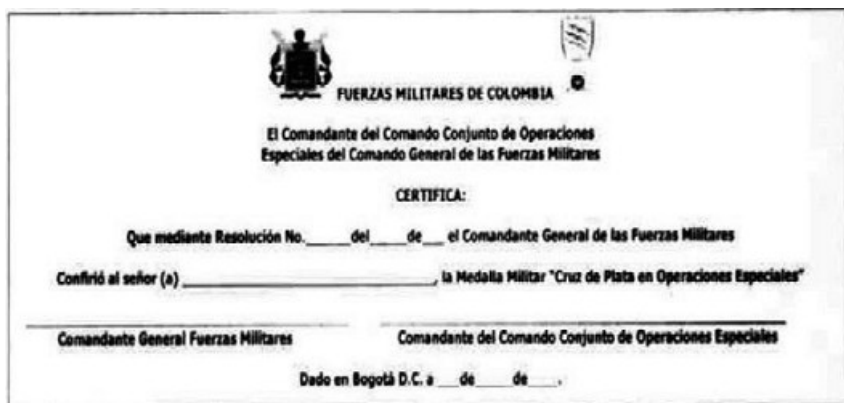 FUERZAS MILITARES DE COLOMBIA
El Comandante del Comando Conjunto de Operaciones
Especiales del Comando General de las Fuerzas Militares
CERTIFICA:
Que mediante Resolución No.______del____de___ el Comandante General de las Fuerzas Militares
Confirió al señor (a) ____________________________, la Medalla Militar "Cruz de Plata en Operaciones Especiales"
Comandante General Fuerzas Militares Comandante del Comando Conjunto de Operaciones Especiales
Dado en Bogotá D.C. a ___de_____de____.